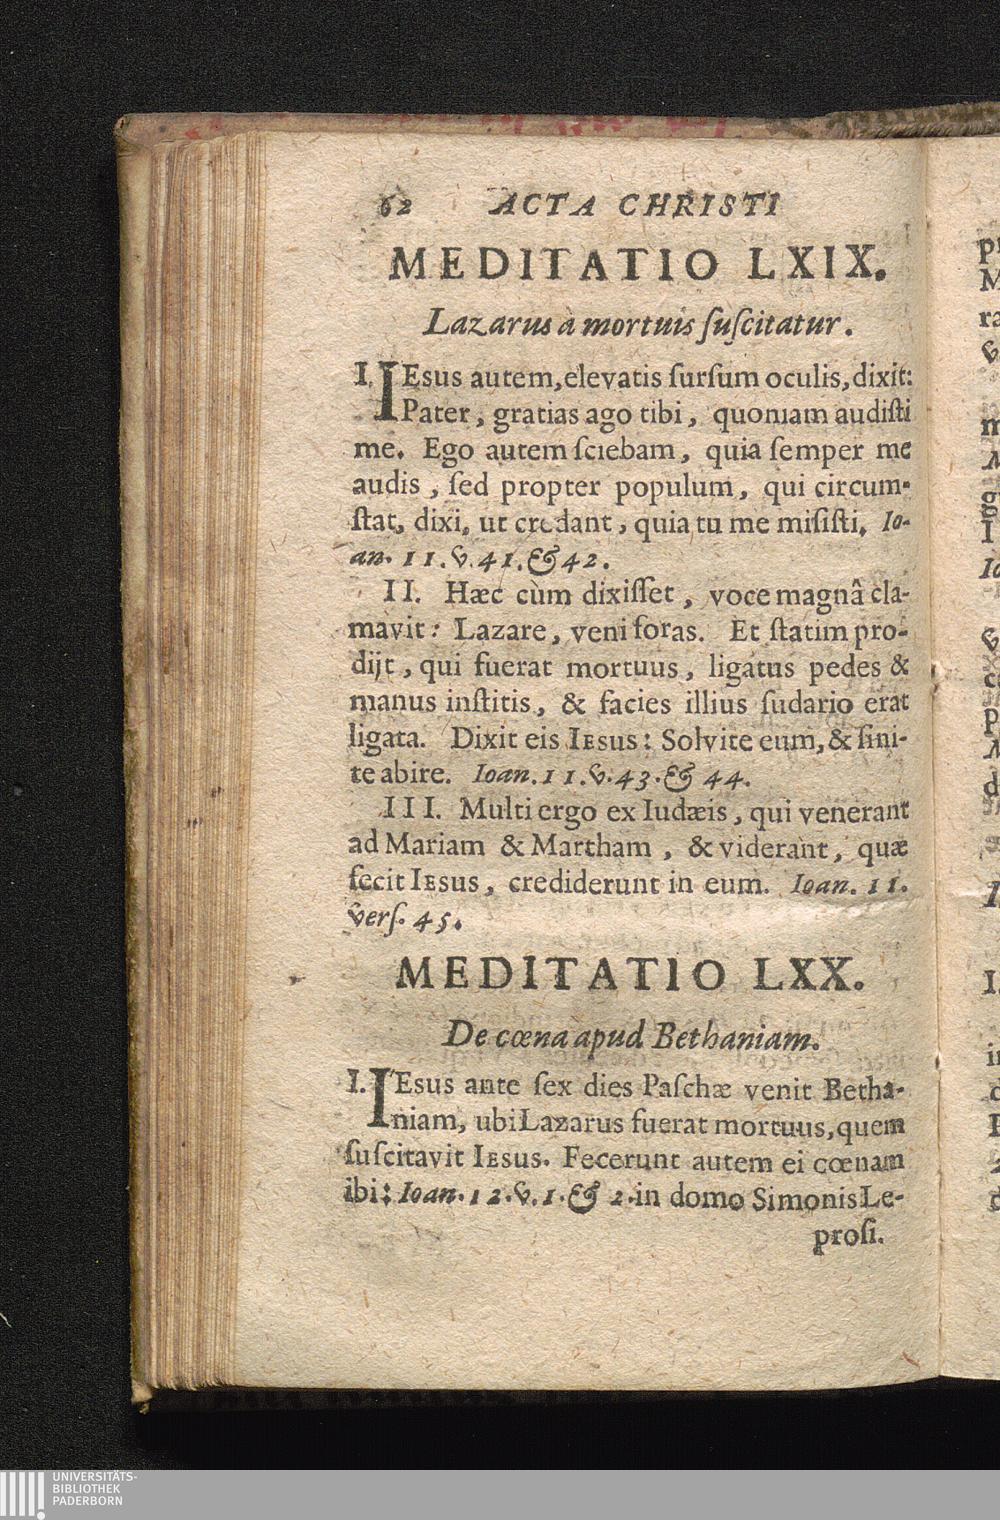 62 ACTA CHRISTI
MEDITATIO LXIX.
Lazarus à mortuis ſuſcitatur.
I. IEsus autem, elevatis ſurſum oculis, dixit:
Pater, gratias ago tibi, quoniam audiſti
me. Ego autem ſciebam, quia ſemper me
audis, ſed propter populum, qui circum-
ſtat, dixi, ut credant, quia tu me miſiſti. Io-
an. 11. v. 41. & 42.
II. Hæc cùm dixiſſet, voce magnâ cla-
mavit: Lazare, veni foras. Et ſtatim pro-
dijt, qui fuerat mortuus, ligatus pedes &
manus inſtitis, & facies illius ſudario erat
ligata. Dixit eis IESUS: Solvite eum, & ſini-
te abire. Ioan. 11. v. 43. & 44.
III. Multi ergo ex Iudæis, qui venerant
ad Mariam & Martham, & viderant, quæ
fecit IESUS, crediderunt in eum. Ioan. 11.
verſ. 45.
MEDITATIO LXX.
De cœna apud Bethaniam.
I. IEsus ante ſex dies Paſchæ venit Betha-
niam, ubi Lazarus fuerat mortuus, quem
ſuſcitavit IESUS. Fecerunt autem ei cœnam
ibi: Ioan. 12. v. 1. & 2. in domo Simonis Le-
proſi.
UNIVERSITÄTS-
BIBLIOTHEK
PADERBORN